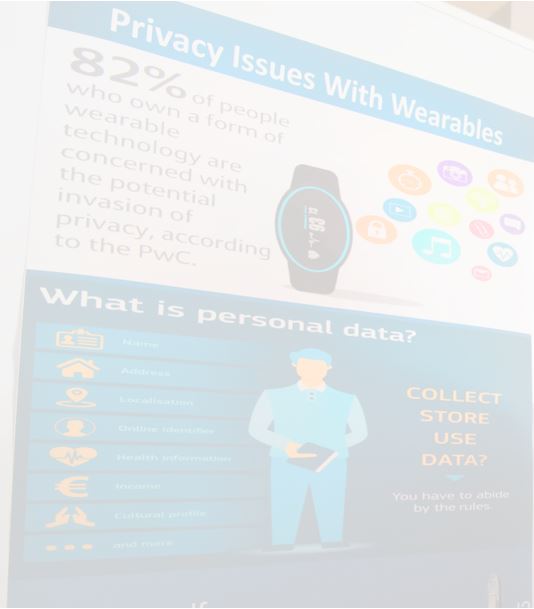 Privacy Issues With Wearables
82% of people
who own a form of
wearable
technology are
concerned with
the potential
invasion of
privacy, according
to the PwC.
What is personal data?
Name
Address
Localisation
Online Identifier
Health Information
Income
Cultural profile
and more
COLLECT
STORE
USE
DATA?
You have to abide
by the rules.
If